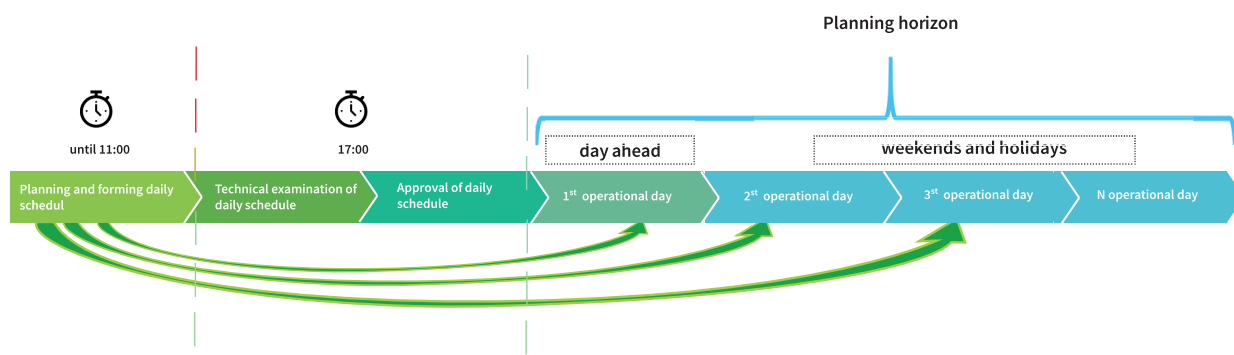 Planning horizon
until 11:00
17:00
day ahead
weekends and holidays
Planning and forming daily
schedul
Technical examination of
daily schedule
Approval of daily
schedule
1st operational day
2st operational day
3st operational day
N operational day